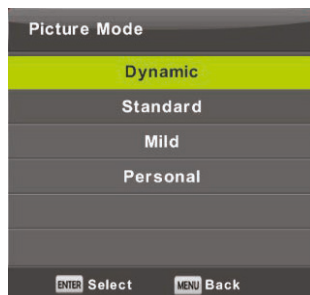 Picture Mode
Dynamic
Standard
Mild
Personal
ENTER Select MENU Back